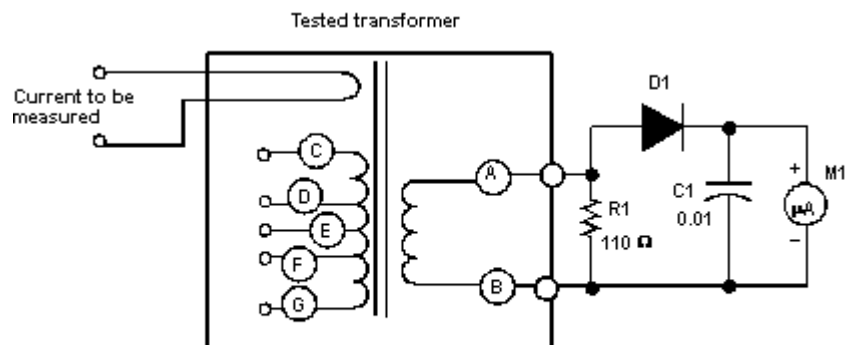 Tested transformer
Current to be
measured
C
D
E
F
G
A
B
D1
R1
110 Ω
C1
0.01
+
M1
μA
−